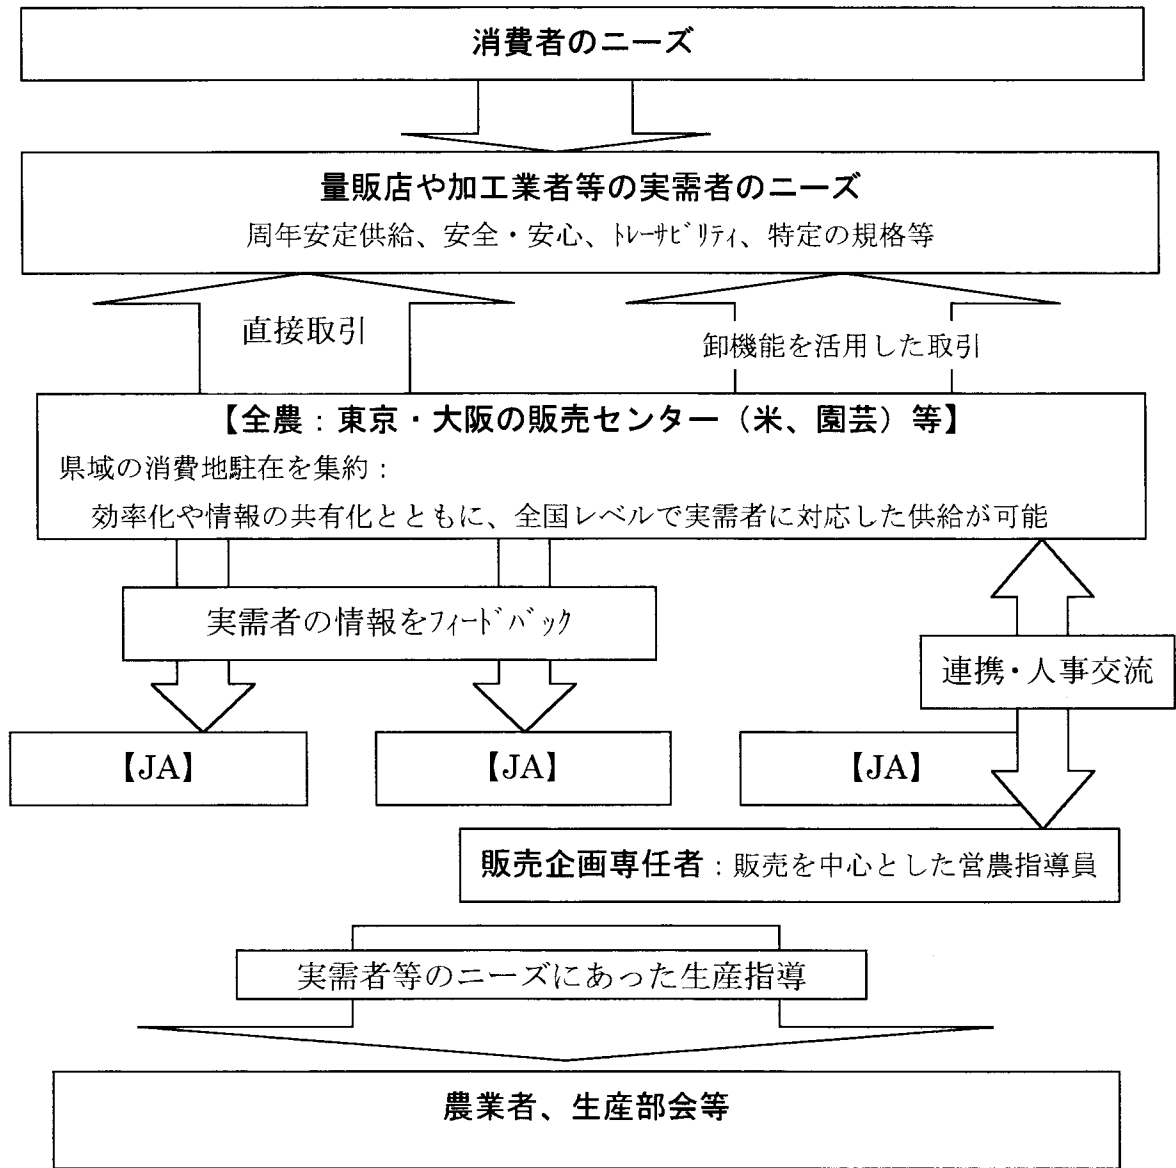 消費者のニーズ
量販店や加工業者等の実需者のニーズ
周年安定供給、安全・安心、ﾄﾚｰｻﾋﾞﾘﾃｨ、特定の規格等
直接取引
卸機能を活用した取引
【全農：東京・大阪の販売センター（米、園芸）等】
県域の消費地駐在を集約：
効率化や情報の共有化とともに、全国レベルで実需者に対応した供給が可能
実需者の情報をﾌｨｰﾄﾞﾊﾞｯｸ
連携・人事交流
【JA】
【JA】
【JA】
販売企画専任者：販売を中心とした営農指導員
実需者等のニーズにあった生産指導
農業者、生産部会等